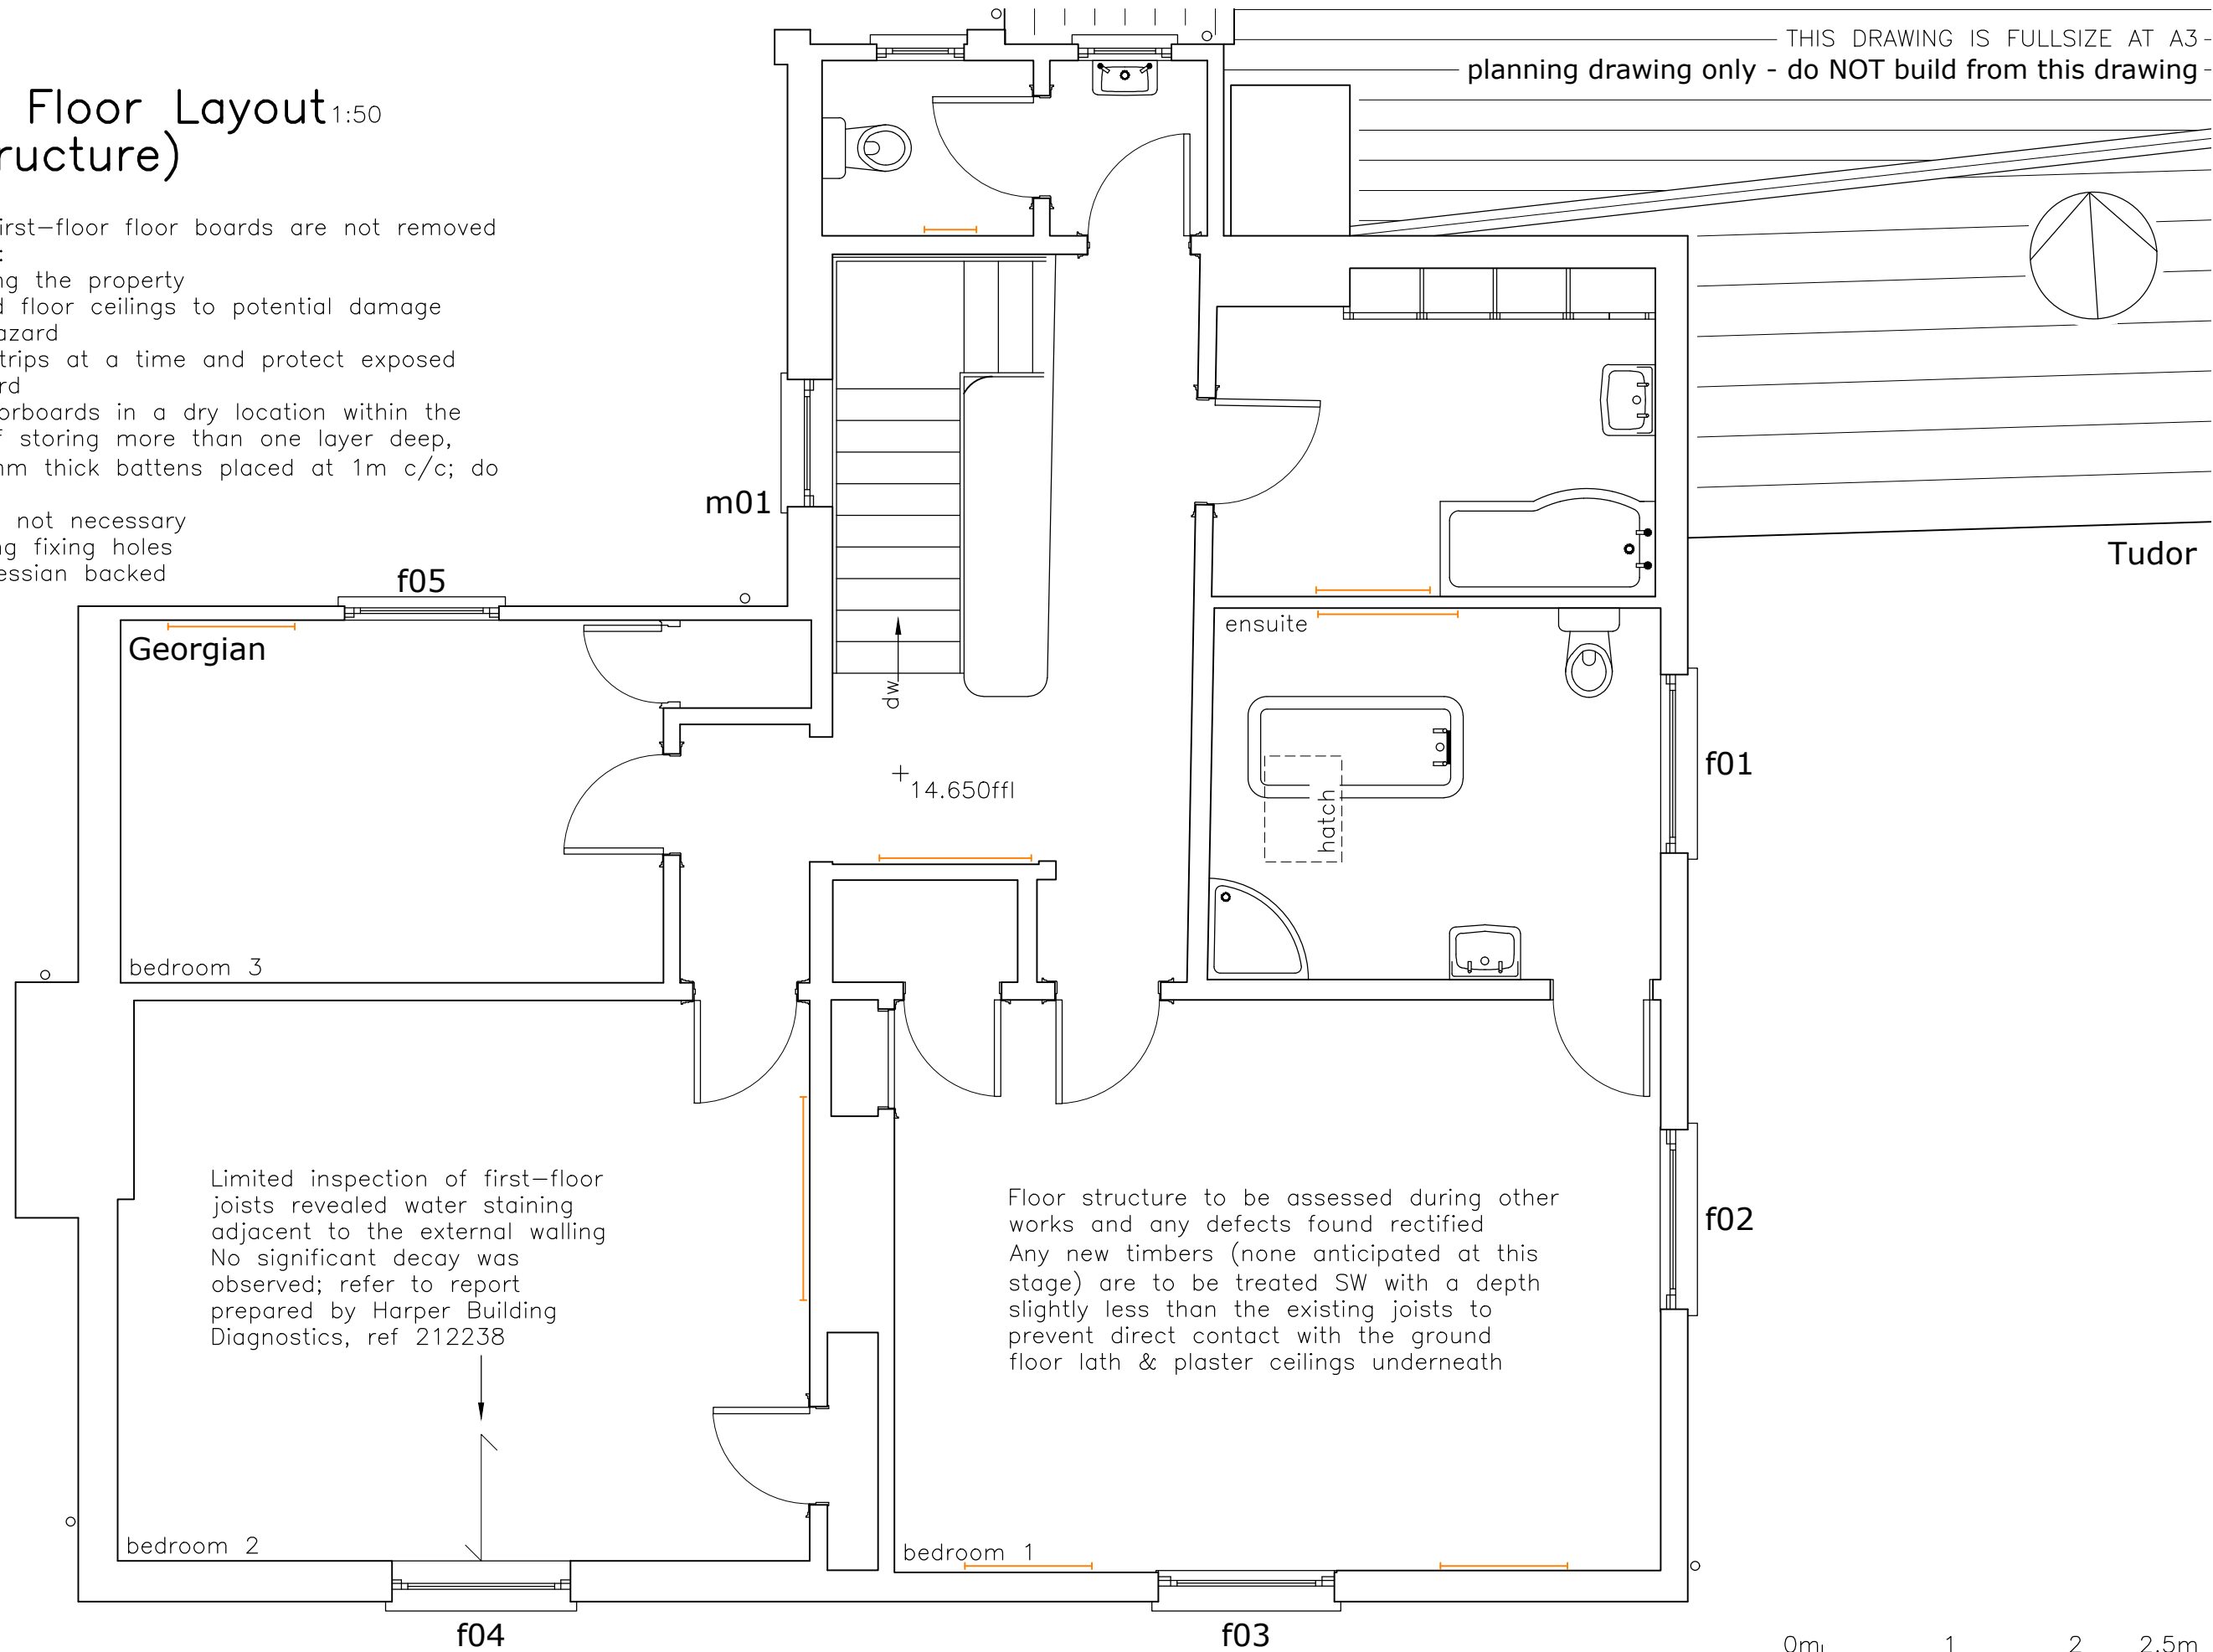 THIS DRAWING IS FULLSIZE AT A3
planning drawing only - do NOT build from this drawing
Floor Layout 1:50
ructure)
irst-floor floor boards are not removed
:
ng the property
d floor ceilings to potential damage
azard
trips at a time and protect exposed
rd
orboards in a dry location within the
f storing more than one layer deep,
nm thick battens placed at 1m c/c; do
not necessary
ng fixing holes
essian backed
m01
f05
Tudor
Georgian
ensuite
dw
14.650ffl
hatch
f01
bedroom 3
Limited inspection of first-floor
joists revealed water staining
adjacent to the external walling
No significant decay was
observed; refer to report
prepared by Harper Building
Diagnostics, ref 212238
Floor structure to be assessed during other
works and any defects found rectified
Any new timbers (none anticipated at this
stage) are to be treated SW with a depth
slightly less than the existing joists to
prevent direct contact with the ground
floor lath & plaster ceilings underneath
f02
bedroom 2
bedroom 1
f04
f03
0m 1 2 2.5m